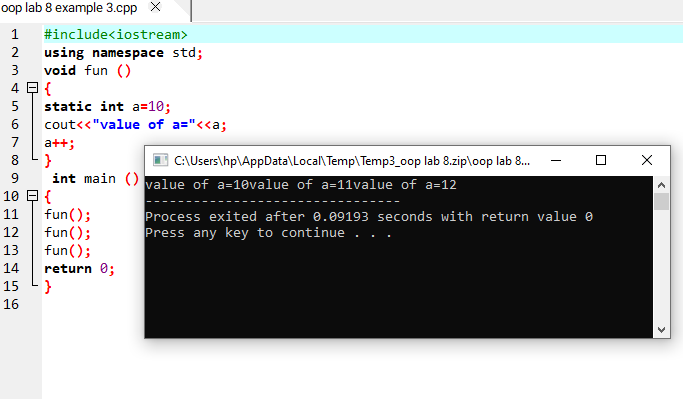 oop lab 8 example 3.cpp
1 #include<iostream>
2 using namespace std;
3 void fun ()
4 {
5 static int a=10;
6 cout<<"value of a="<<a;
7 a++;
8 }
9 int main ()
10 {
11 fun();
12 fun();
13 fun();
14 return 0;
15 }
16
C:\Users\hp\AppData\Local\Temp\Temp3_oop lab 8.zip\oop lab 8...
value of a=10value of a=11value of a=12
--------------------------------
Process exited after 0.09193 seconds with return value 0
Press any key to continue . . .